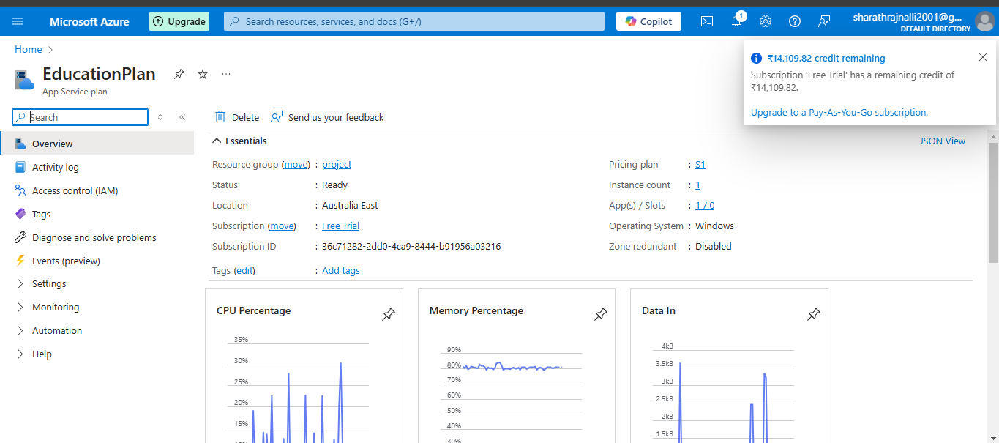 Microsoft Azure
Upgrade
Search resources, services, and docs (G+/)
Copilot
1
sharathrajnalli2001@g...
DEFAULT DIRECTORY
Home
EducationPlan
App Service plan
₹14,109.82 credit remaining
Subscription 'Free Trial' has a remaining credit of
₹14,109.82.
Upgrade to a Pay-As-You-Go subscription.
Search
Overview
Activity log
Access control (IAM)
Tags
Diagnose and solve problems
Events (preview)
Settings
Monitoring
Automation
Help
Delete
Send us your feedback
Essentials
JSON View
Resource group (move) : project
Status : Ready
Location : Australia East
Subscription (move) : Free Trial
Subscription ID : 36c71282-2dd0-4ca9-8444-b91956a03216
Tags (edit) : Add tags
Pricing plan : S1
Instance count : 1
App(s) / Slots : 1 / 0
Operating System : Windows
Zone redundant : Disabled
CPU Percentage
35%
30%
25%
20%
15%
Memory Percentage
90%
80%
70%
60%
50%
40%
30%
Data In
4kB
3.5kB
3kB
2.5kB
2kB
1.5kB